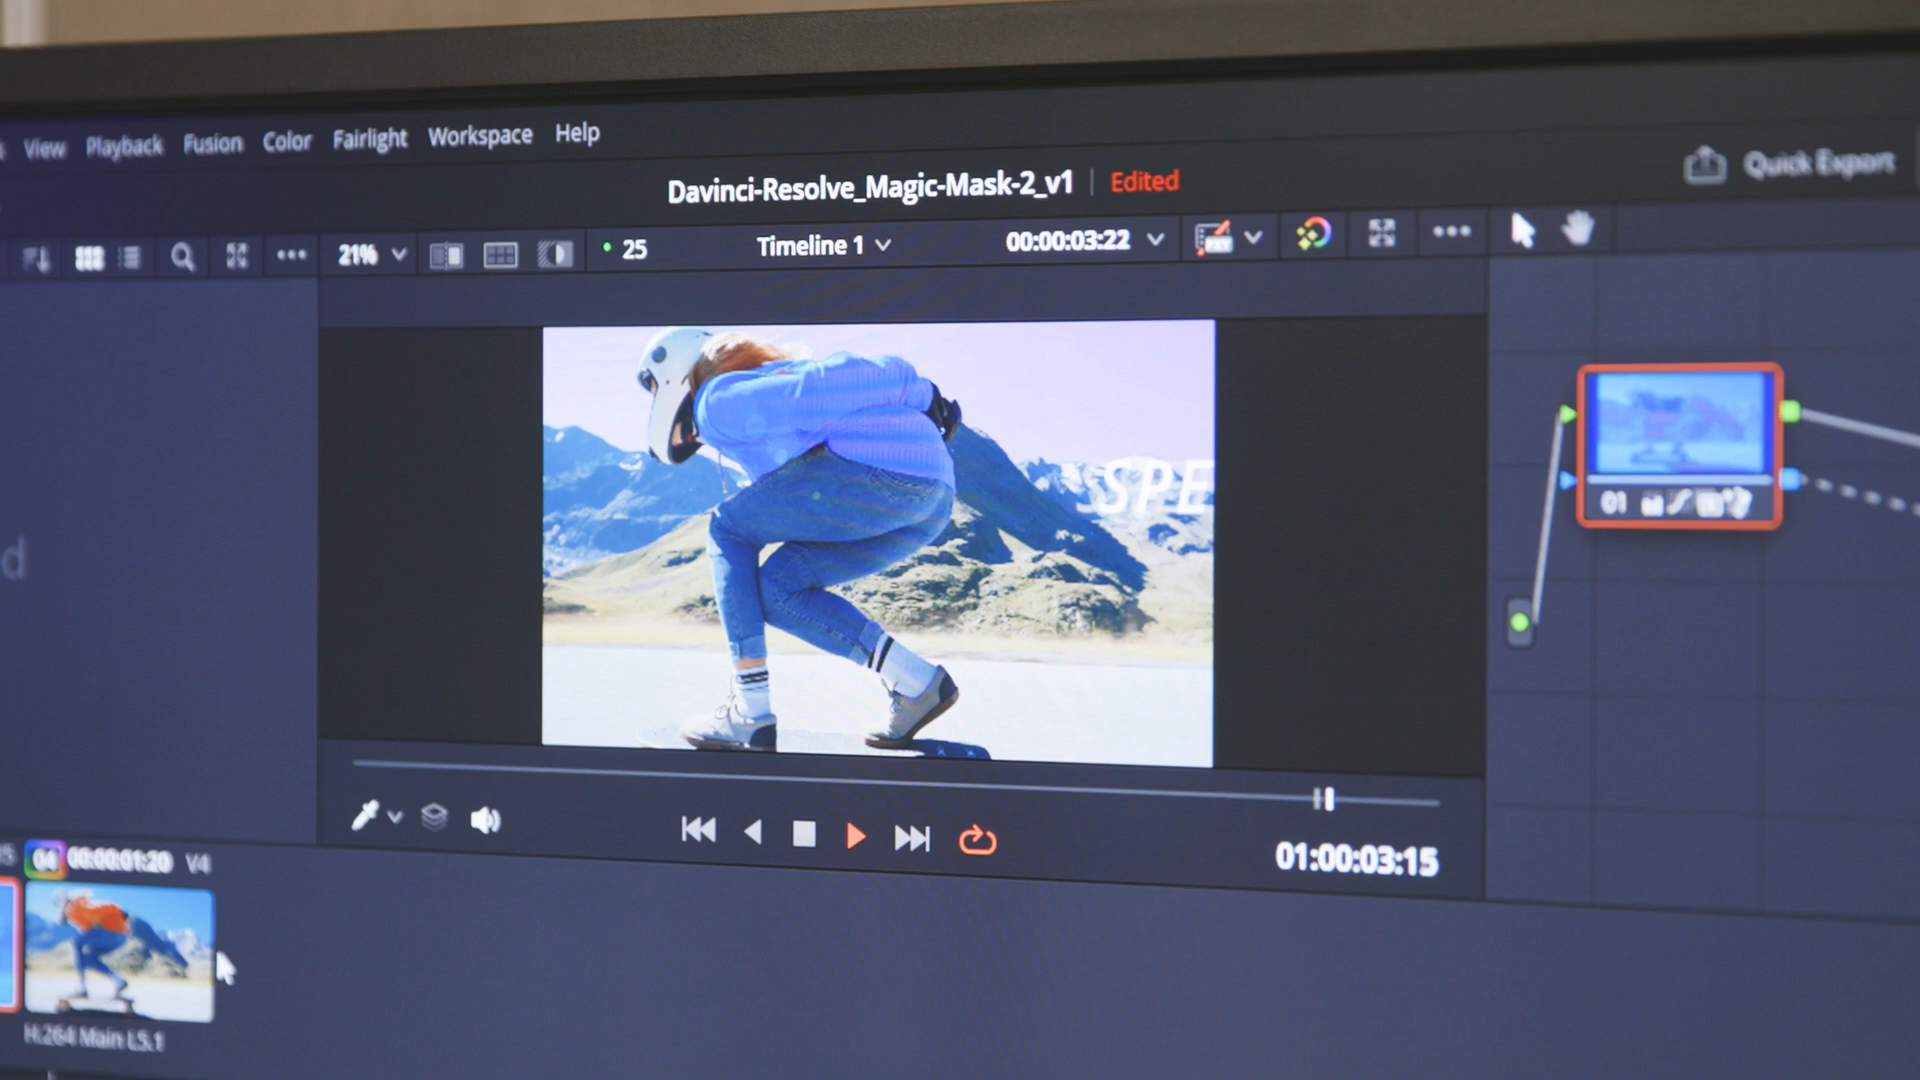 View Playback Fusion Color Fairlight Workspace Help
Quick Export
Davinci-Resolve_Magic-Mask-2_v1 | Edited
21% 25 Timeline 1 00:00:03:22
SPE
01
d
01:00:03:15
04 00:00:01:20 V4
H.264 Main L5.1